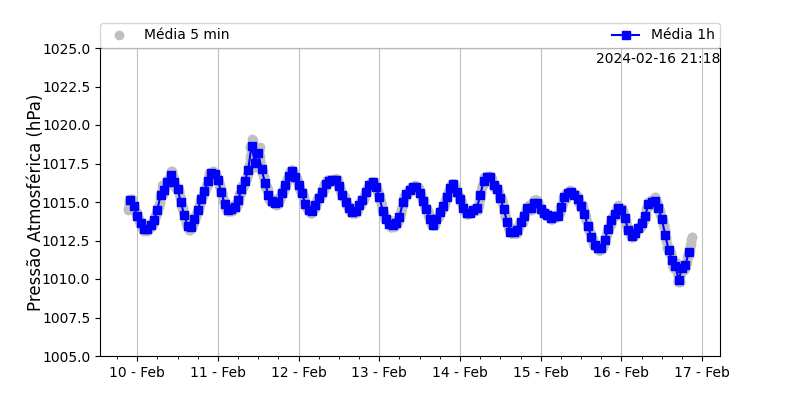 Média 5 min
Média 1h
2024-02-16 21:18
Pressão Atmosférica (hPa)
1025.0
1022.5
1020.0
1017.5
1015.0
1012.5
1010.0
1007.5
1005.0
10 - Feb
11 - Feb
12 - Feb
13 - Feb
14 - Feb
15 - Feb
16 - Feb
17 - Feb